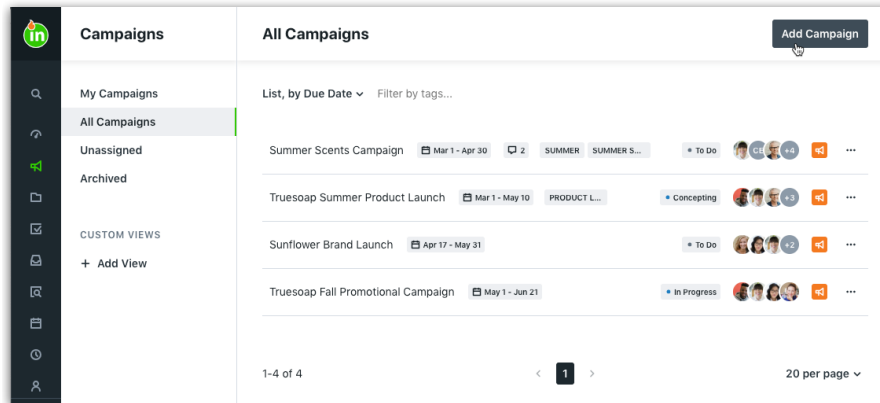 in
Campaigns
All Campaigns
Add Campaign
My Campaigns
All Campaigns
Unassigned
Archived
CUSTOM VIEWS
+ Add View
List, by Due Date
Filter by tags...
Summer Scents Campaign Mar 1 - Apr 30 2 SUMMER SUMMER S... To Do CE +4
Truesoap Summer Product Launch Mar 1 - May 10 PRODUCT L... Concepting +3
Sunflower Brand Launch Apr 17 - May 31 To Do +2
Truesoap Fall Promotional Campaign May 1 - Jun 21 In Progress
1-4 of 4 < 1 > 20 per page